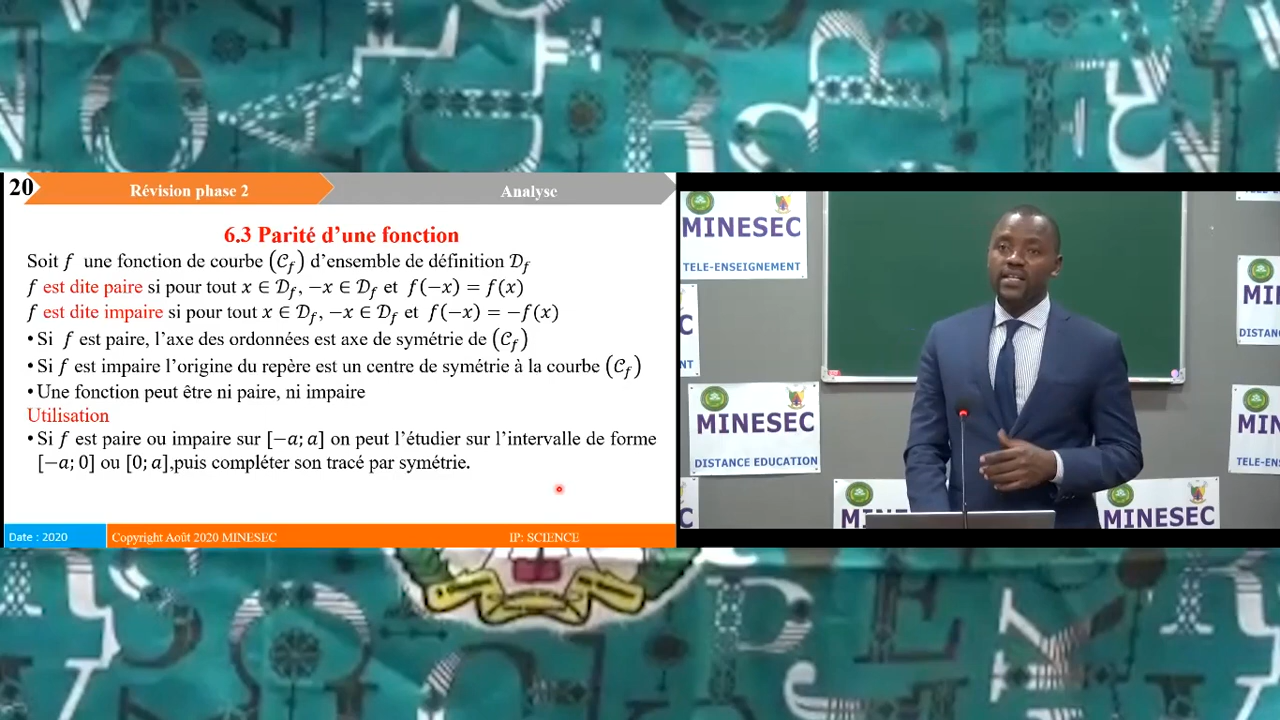 20
Révision phase 2
Analyse
6.3 Parité d'une fonction
Soit f une fonction de courbe (𝒞f) d'ensemble de définition 𝒟f
f est dite paire si pour tout x ∈ 𝒟f, −x ∈ 𝒟f et f(−x) = f(x)
f est dite impaire si pour tout x ∈ 𝒟f, −x ∈ 𝒟f et f(−x) = −f(x)
• Si f est paire, l'axe des ordonnées est axe de symétrie de (𝒞f)
• Si f est impaire l'origine du repère est un centre de symétrie à la courbe (𝒞f)
• Une fonction peut être ni paire, ni impaire
Utilisation
• Si f est paire ou impaire sur [−a; a] on peut l'étudier sur l'intervalle de forme
[−a; 0] ou [0; a],puis compléter son tracé par symétrie.
Date : 2020
Copyright Août 2020 MINESEC
IP: SCIENCE
MINESEC
TELE-ENSEIGNEMENT
MINESEC
DISTANCE EDUCATION
MINESEC